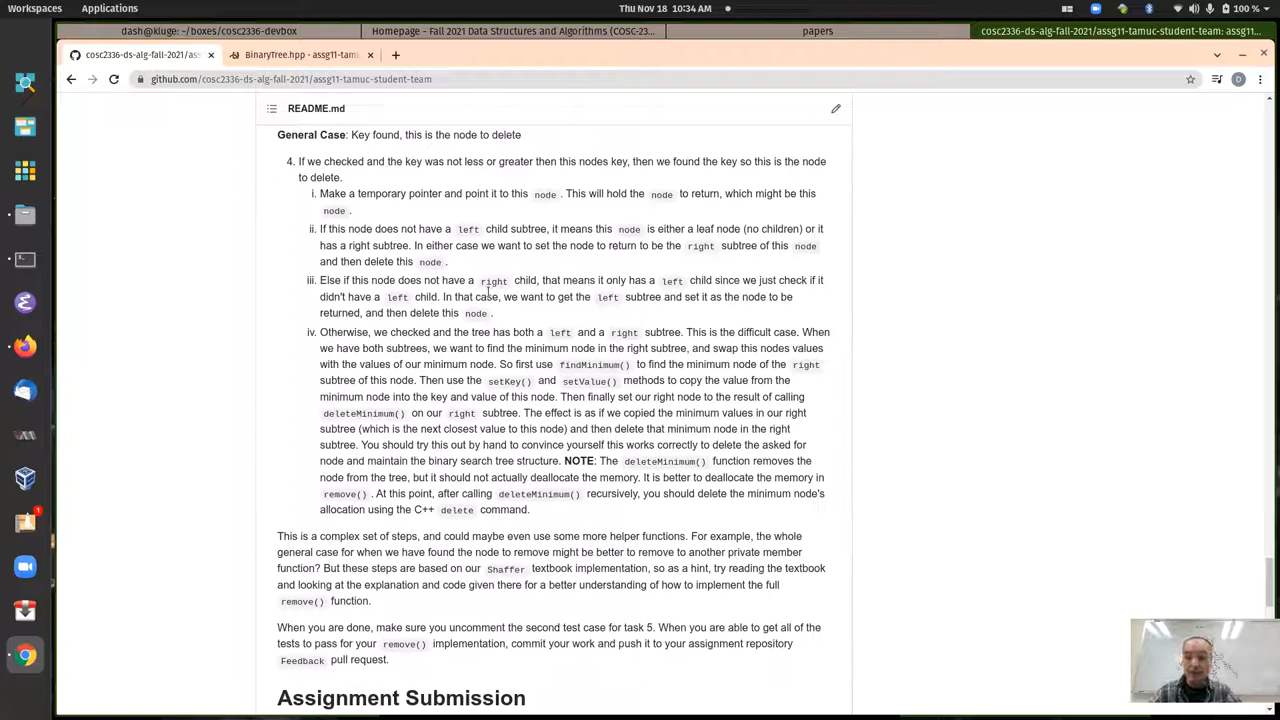 Workspaces Applications Thu Nov 18 10:34 AM 100 %
dash@kluge: ~/boxes/cosc2336-devbox Homepage - Fall 2021 Data Structures and Algorithms (COSC-23... papers cosc2336-ds-alg-fall-2021/assg11-tamuc-student-team: assg11...
cosc2336-ds-alg-fall-2021/a × BinaryTree.hpp — assg11-tamu × +
github.com/cosc2336-ds-alg-fall-2021/assg11-tamuc-student-team D
README.md
General Case: Key found, this is the node to delete
4. If we checked and the key was not less or greater then this nodes key, then we found the key so this is the node
to delete.
i. Make a temporary pointer and point it to this node . This will hold the node to return, which might be this
node .
ii. If this node does not have a left child subtree, it means this node is either a leaf node (no children) or it
has a right subtree. In either case we want to set the node to return to be the right subtree of this node
and then delete this node .
iii. Else if this node does not have a right child, that means it only has a left child since we just check if it
didn't have a left child. In that case, we want to get the left subtree and set it as the node to be
returned, and then delete this node .
iv. Otherwise, we checked and the tree has both a left and a right subtree. This is the difficult case. When
we have both subtrees, we want to find the minimum node in the right subtree, and swap this nodes values
with the values of our minimum node. So first use findMinimum() to find the minimum node of the right
subtree of this node. Then use the setKey() and setValue() methods to copy the value from the
minimum node into the key and value of this node. Then finally set our right node to the result of calling
deleteMinimum() on our right subtree. The effect is as if we copied the minimum values in our right
subtree (which is the next closest value to this node) and then delete that minimum node in the right
subtree. You should try this out by hand to convince yourself this works correctly to delete the asked for
node and maintain the binary search tree structure. NOTE: The deleteMinimum() function removes the
node from the tree, but it should not actually deallocate the memory. It is better to deallocate the memory in
remove() . At this point, after calling deleteMinimum() recursively, you should delete the minimum node's
allocation using the C++ delete command.
This is a complex set of steps, and could maybe even use some more helper functions. For example, the whole
general case for when we have found the node to remove might be better to remove to another private member
function? But these steps are based on our Shaffer textbook implementation, so as a hint, try reading the textbook
and looking at the explanation and code given there for a better understanding of how to implement the full
remove() function.
When you are done, make sure you uncomment the second test case for task 5. When you are able to get all of the
tests to pass for your remove() implementation, commit your work and push it to your assignment repository
Feedback pull request.
Assignment Submission